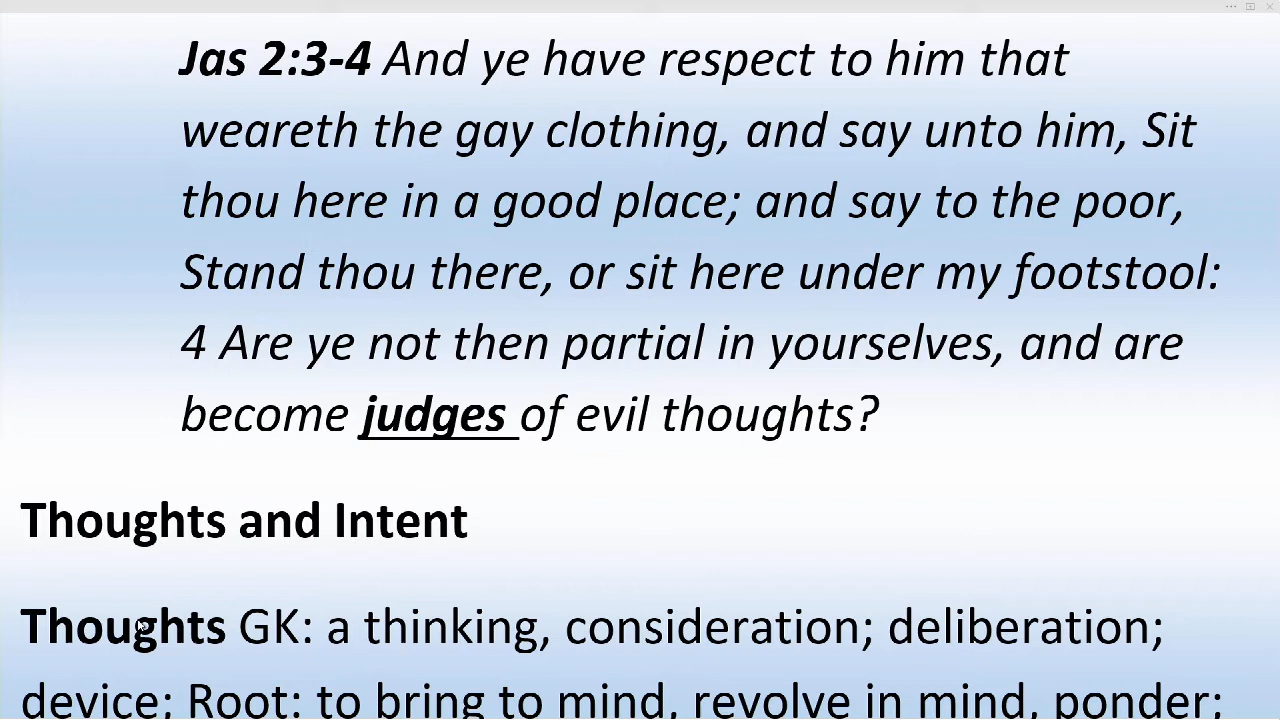 Jas 2:3-4 And ye have respect to him that
weareth the gay clothing, and say unto him, Sit
thou here in a good place; and say to the poor,
Stand thou there, or sit here under my footstool:
4 Are ye not then partial in yourselves, and are
become judges of evil thoughts?
Thoughts and Intent
Thoughts GK: a thinking, consideration; deliberation;
device; Root: to bring to mind, revolve in mind, ponder;